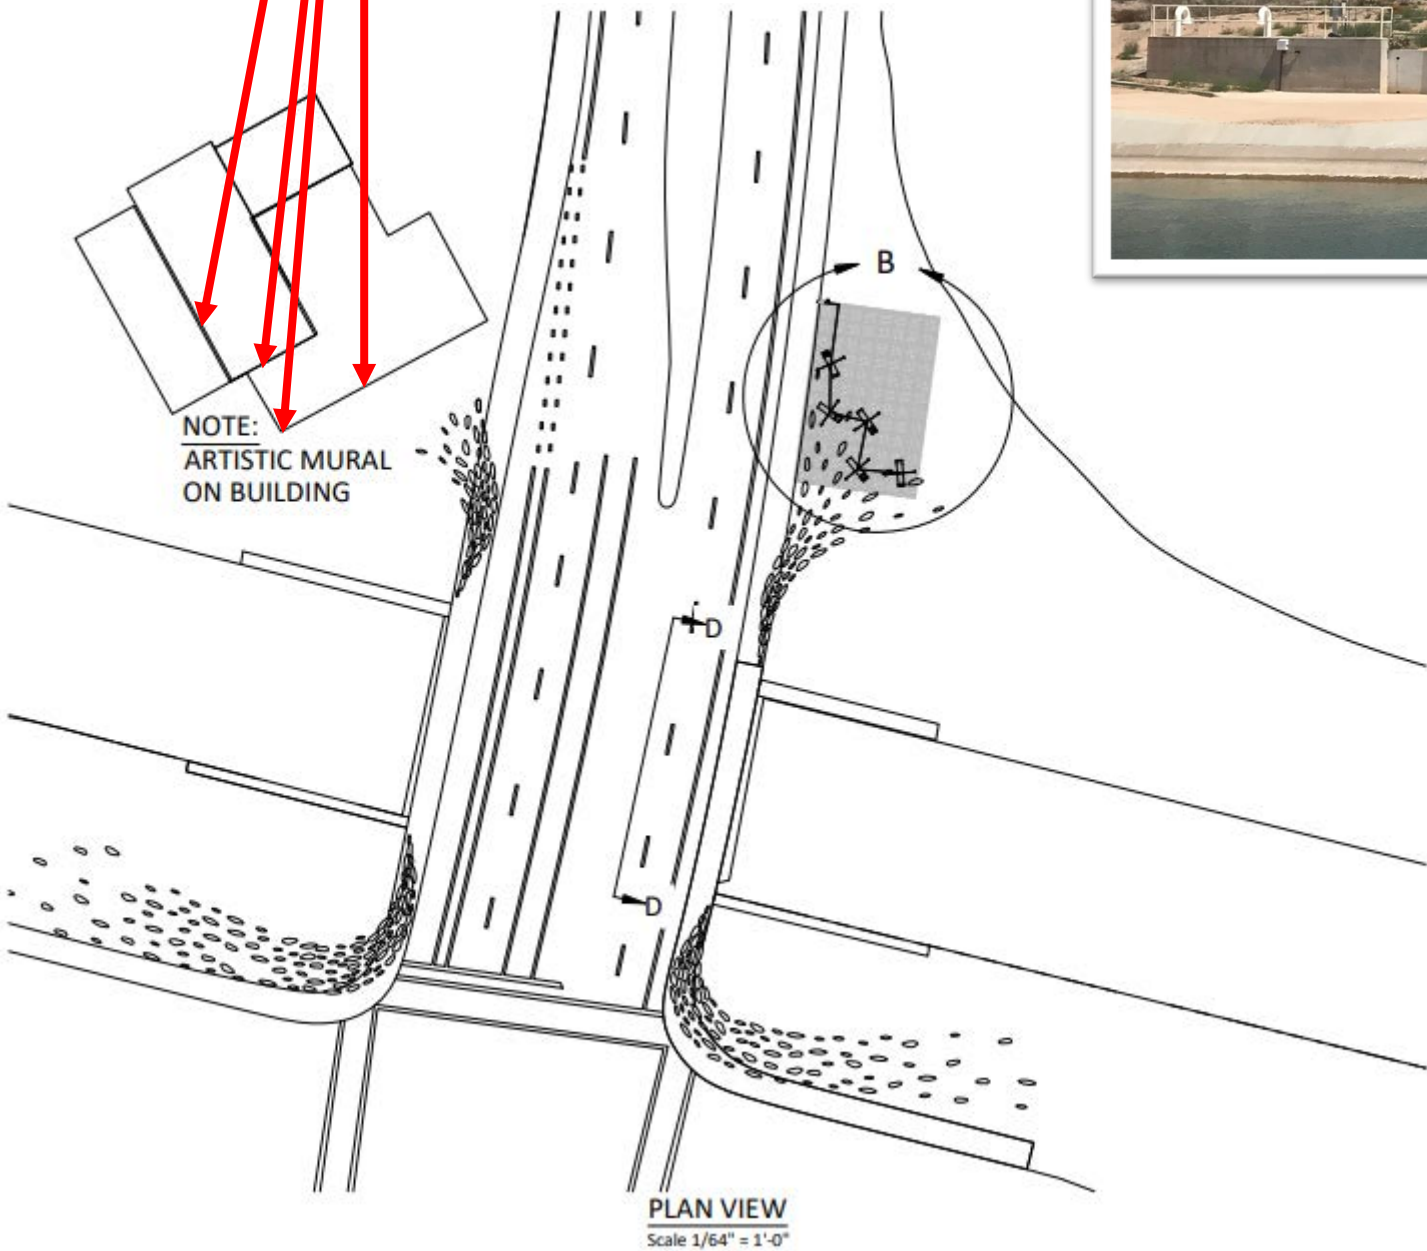 B
NOTE:
ARTISTIC MURAL
ON BUILDING
D
D
PLAN VIEW
Scale 1/64" = 1'-0"